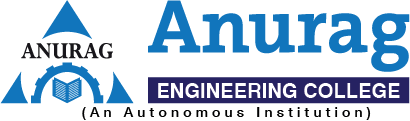 ANURAG
Anurag
ENGINEERING COLLEGE
(An Autonomous Institution)